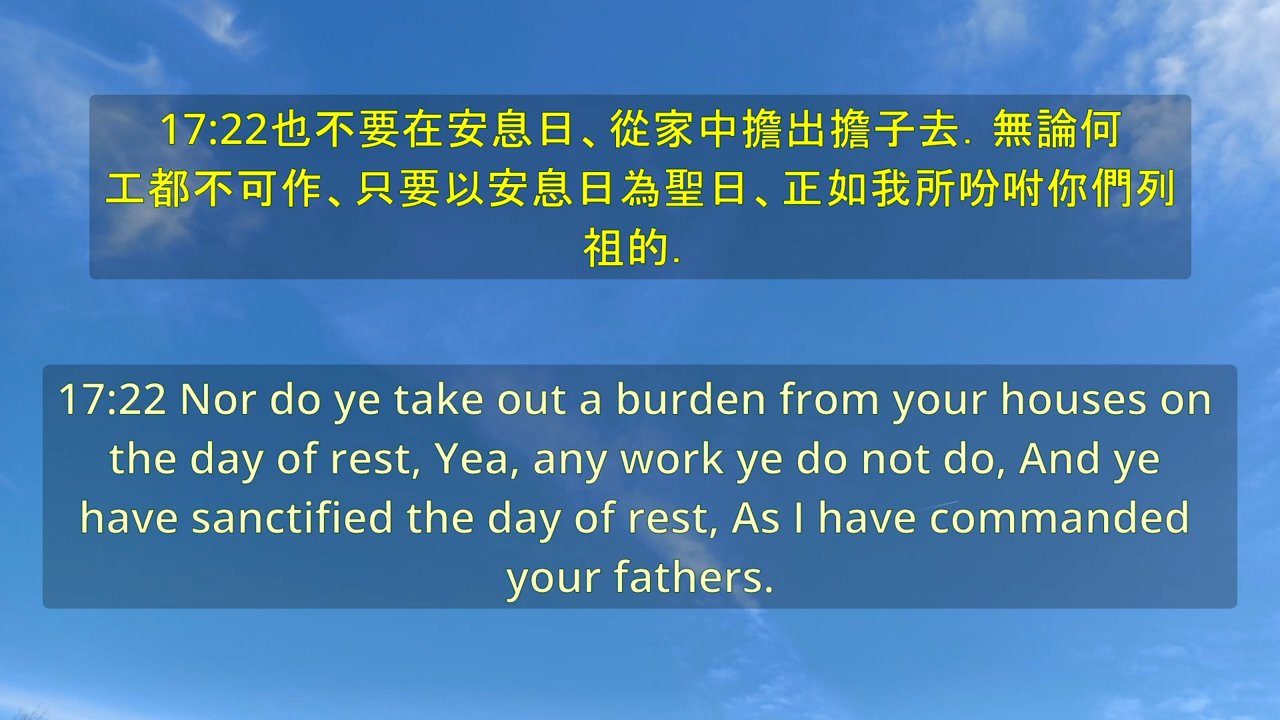 17:22也不要在安息日、從家中擔出擔子去. 無論何
工都不可作、只要以安息日為聖日、正如我所吩咐你們列
祖的.
17:22 Nor do ye take out a burden from your houses on
the day of rest, Yea, any work ye do not do, And ye
have sanctified the day of rest, As I have commanded
your fathers.